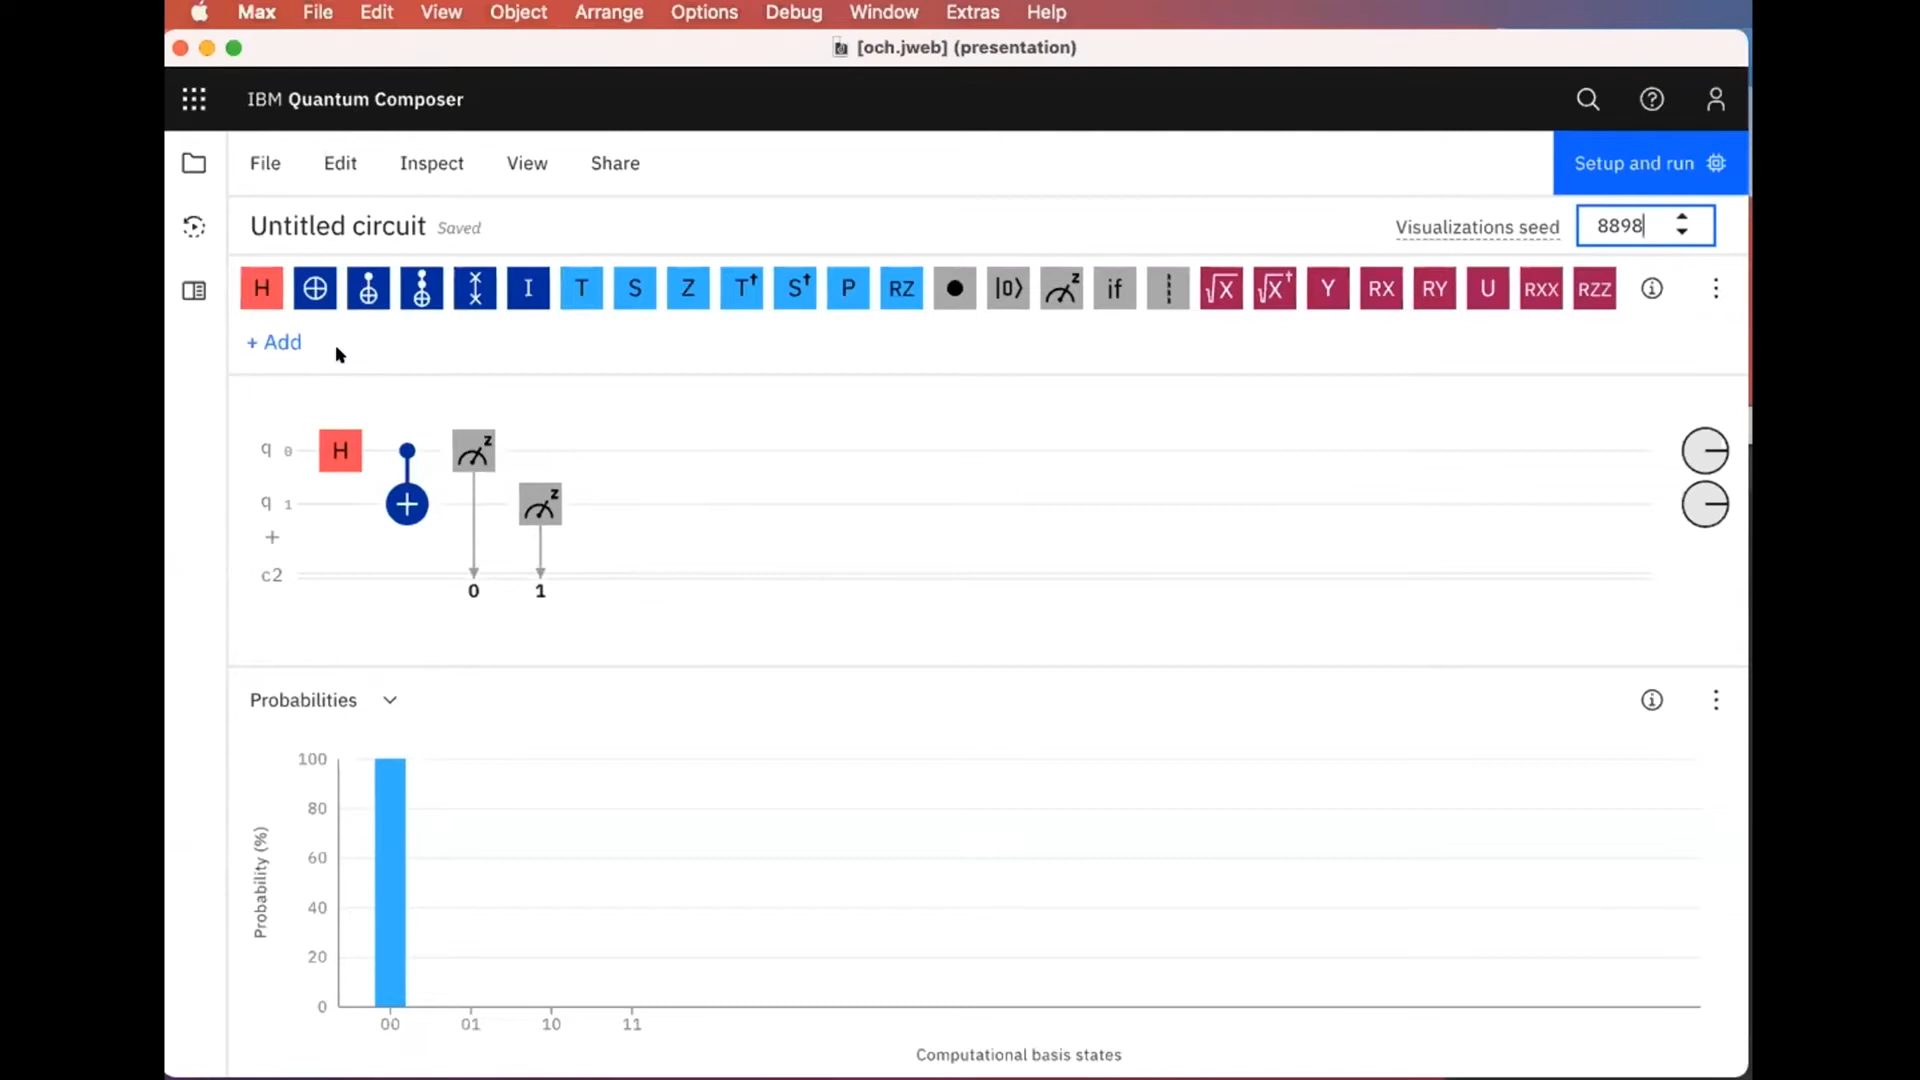 Max File Edit View Object Arrange Options Debug Window Extras Help
[och.jweb] (presentation)
IBM Quantum Composer
File Edit Inspect View Share
Setup and run
Untitled circuit Saved
Visualizations seed 8898
H I T S Z T† S† P RZ |0⟩ z if √X √X† Y RX RY U RXX RZZ
+ Add
q 0 H z
q 1 z
+
c2
0 1
Probabilities
100
80
60
40
20
0
Probability (%)
00 01 10 11
Computational basis states